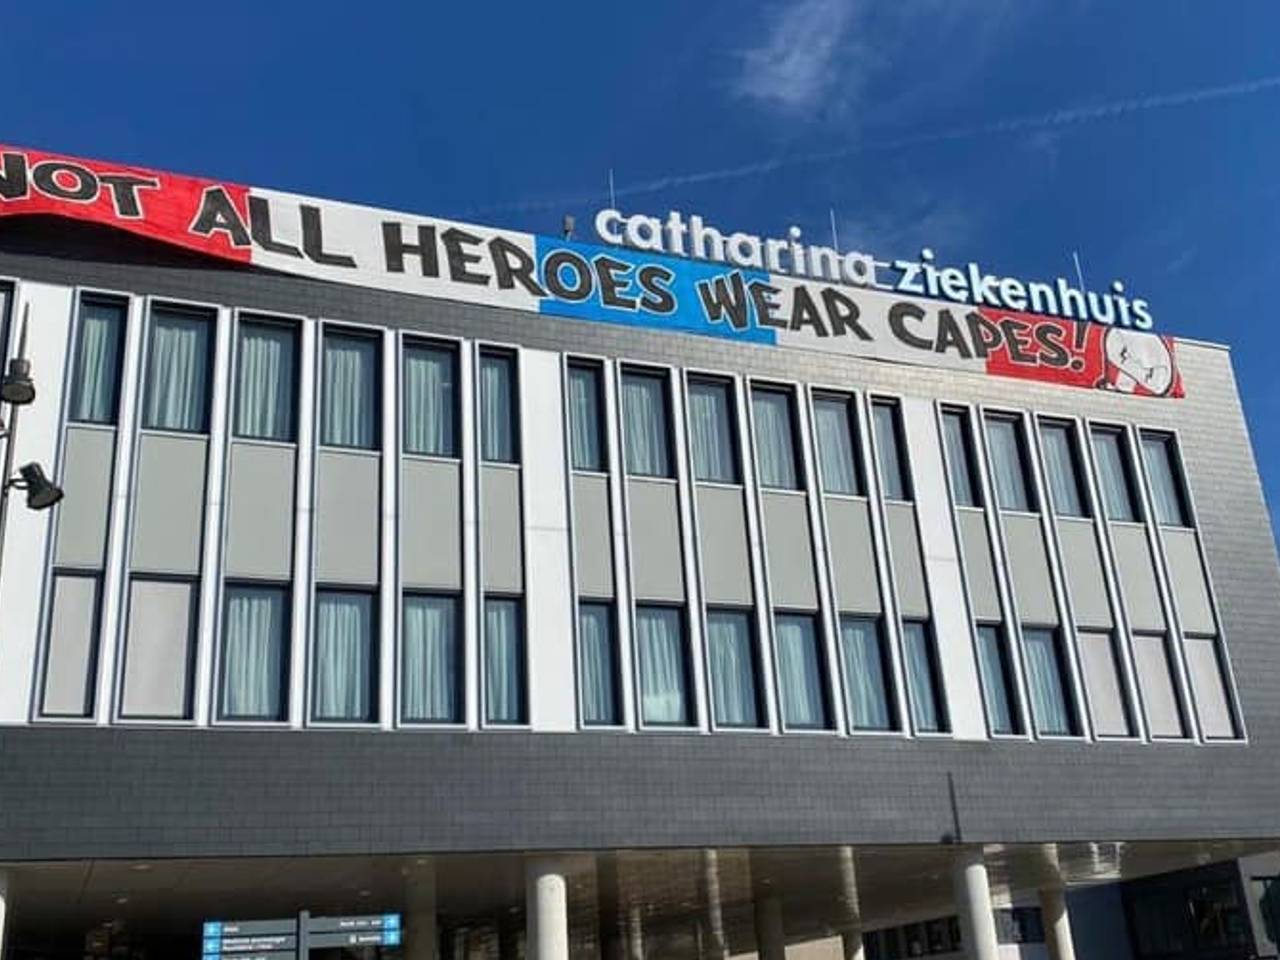 NOT ALL HEROES WEAR CAPES!
catharina ziekenhuis